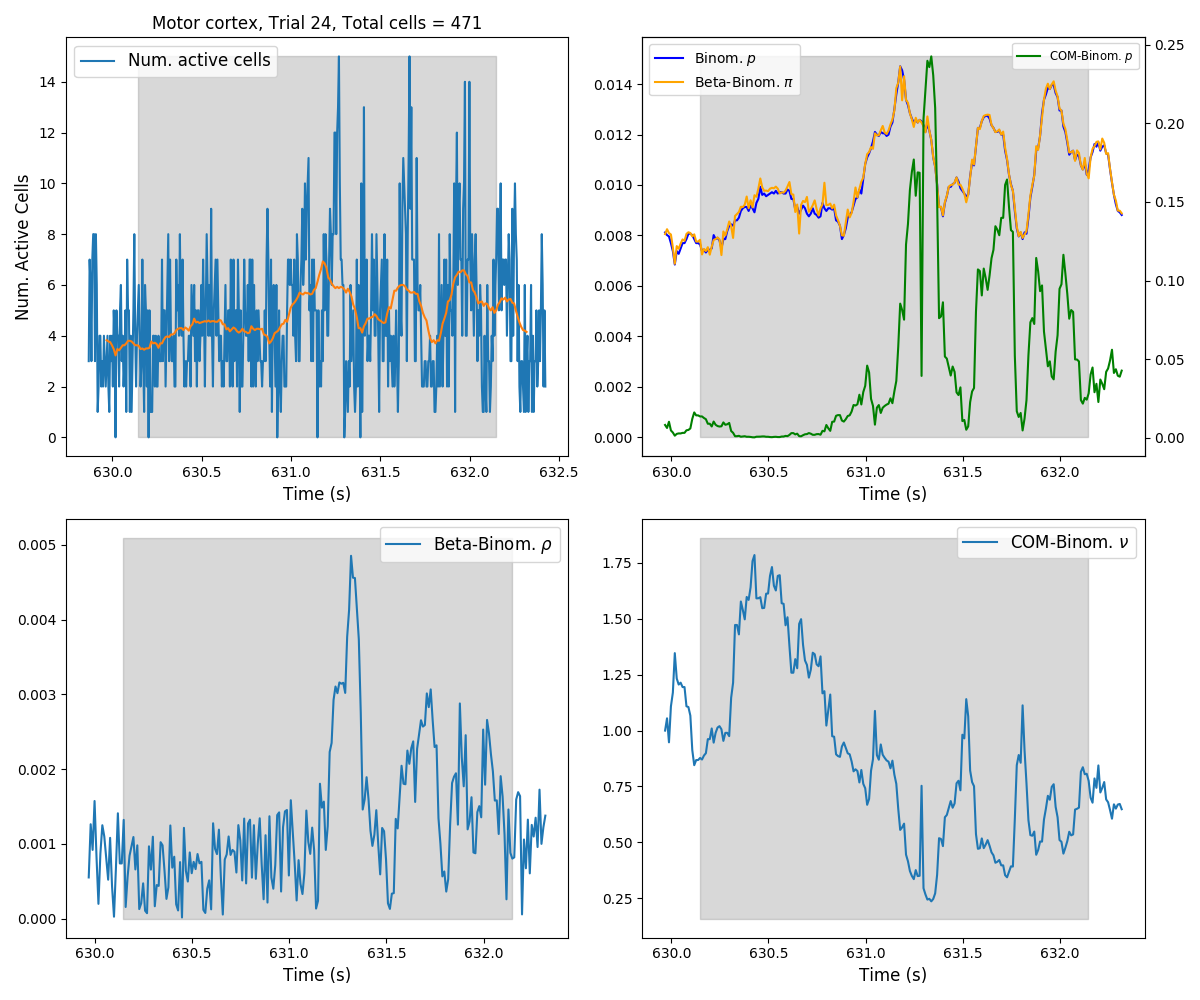 Motor cortex, Trial 24, Total cells = 471
Num. active cells
14
12
10
8
6
4
2
0
Num. Active Cells
630.0 630.5 631.0 631.5 632.0 632.5
Time (s)
Binom. p
Beta-Binom. π
COM-Binom. p
0.014
0.012
0.010
0.008
0.006
0.004
0.002
0.000
0.25
0.20
0.15
0.10
0.05
0.00
630.0 630.5 631.0 631.5 632.0
Time (s)
Beta-Binom. ρ
0.005
0.004
0.003
0.002
0.001
0.000
630.0 630.5 631.0 631.5 632.0
Time (s)
COM-Binom. ν
1.75
1.50
1.25
1.00
0.75
0.50
0.25
630.0 630.5 631.0 631.5 632.0
Time (s)